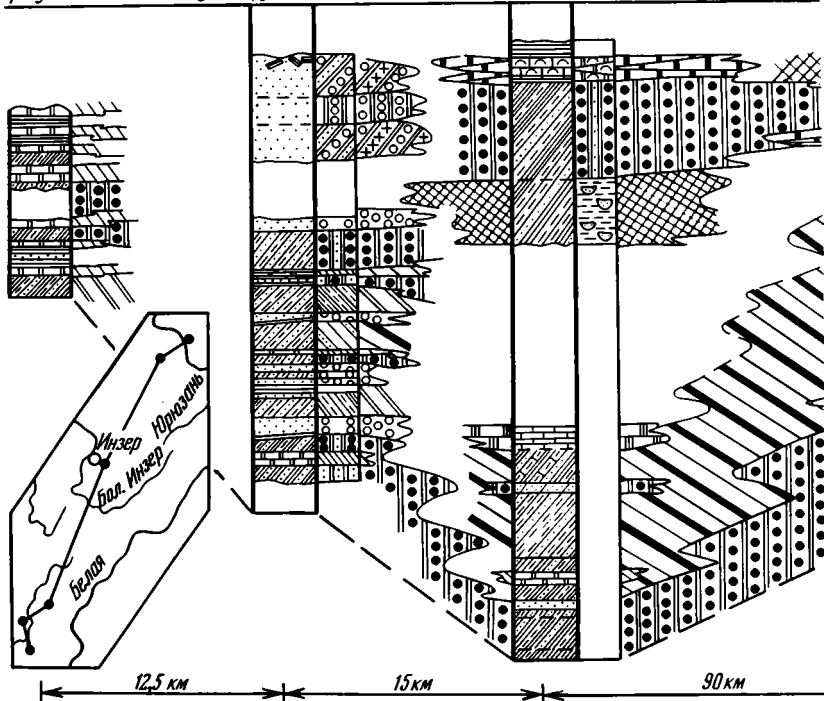 Юрюзань
Инзер
Бол. Инзер
Белая
12,5 км
15 км
90 км